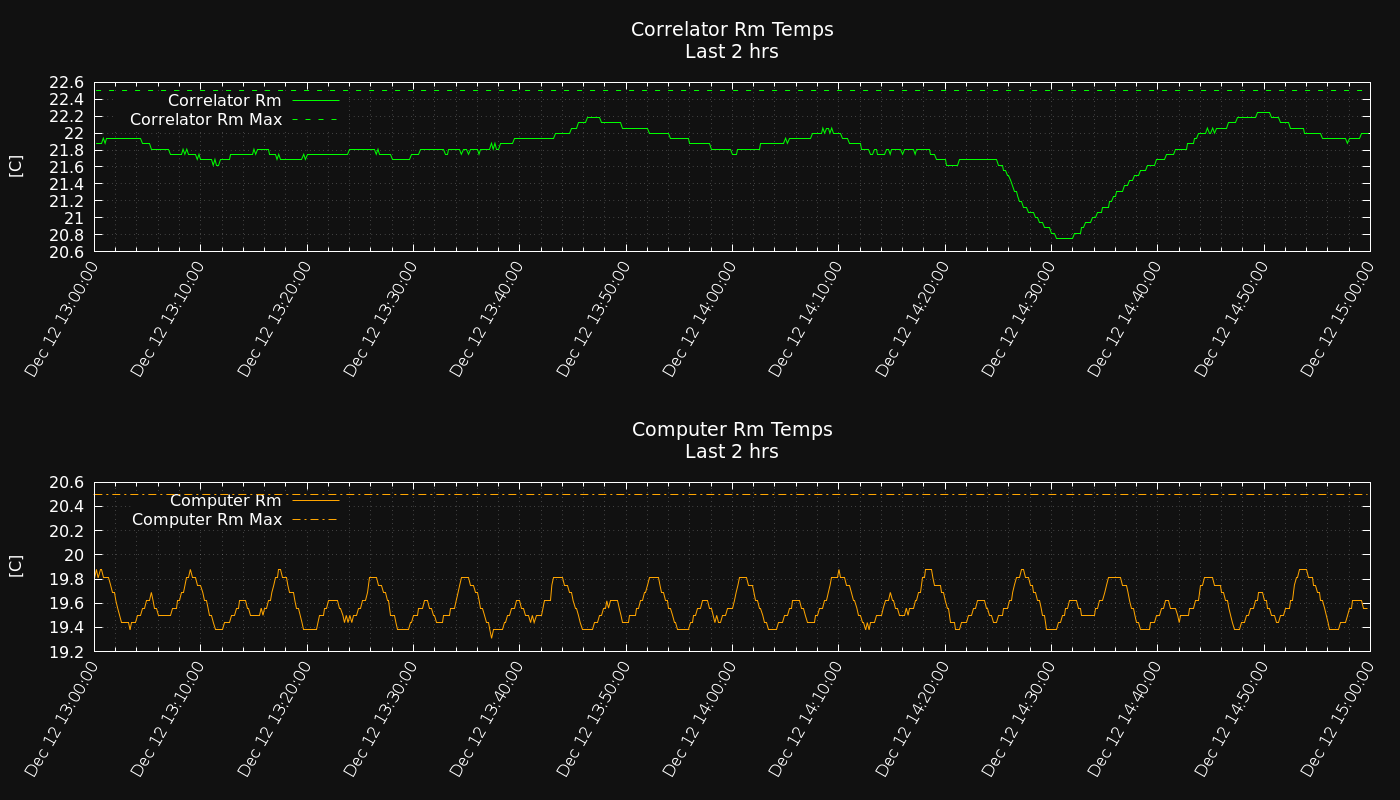 Correlator Rm Temps
Last 2 hrs
22.6
22.4
22.2
22
21.8
21.6
21.4
21.2
21
20.8
20.6
[C]
Correlator Rm
Correlator Rm Max
Dec 12 13:00:00
Dec 12 13:10:00
Dec 12 13:20:00
Dec 12 13:30:00
Dec 12 13:40:00
Dec 12 13:50:00
Dec 12 14:00:00
Dec 12 14:10:00
Dec 12 14:20:00
Dec 12 14:30:00
Dec 12 14:40:00
Dec 12 14:50:00
Dec 12 15:00:00
Computer Rm Temps
Last 2 hrs
20.6
20.4
20.2
20
19.8
19.6
19.4
19.2
[C]
Computer Rm
Computer Rm Max
Dec 12 13:00:00
Dec 12 13:10:00
Dec 12 13:20:00
Dec 12 13:30:00
Dec 12 13:40:00
Dec 12 13:50:00
Dec 12 14:00:00
Dec 12 14:10:00
Dec 12 14:20:00
Dec 12 14:30:00
Dec 12 14:40:00
Dec 12 14:50:00
Dec 12 15:00:00